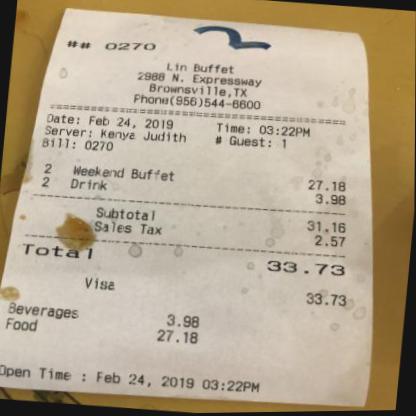 ## 0270
Lin Buffet
2988 N. Expressway
Brownsville,TX
Phone(956)544-6600
Date: Feb 24, 2019 Time: 03:22PM
Server: Kenya Judith # Guest: 1
Bill: 0270
2 Weekend Buffet 27.18
2 Drink 3.98
Subtotal 31.16
Sales Tax 2.57
Total 33.73
Visa 33.73
Beverages 3.98
Food 27.18
Open Time : Feb 24, 2019 03:22PM